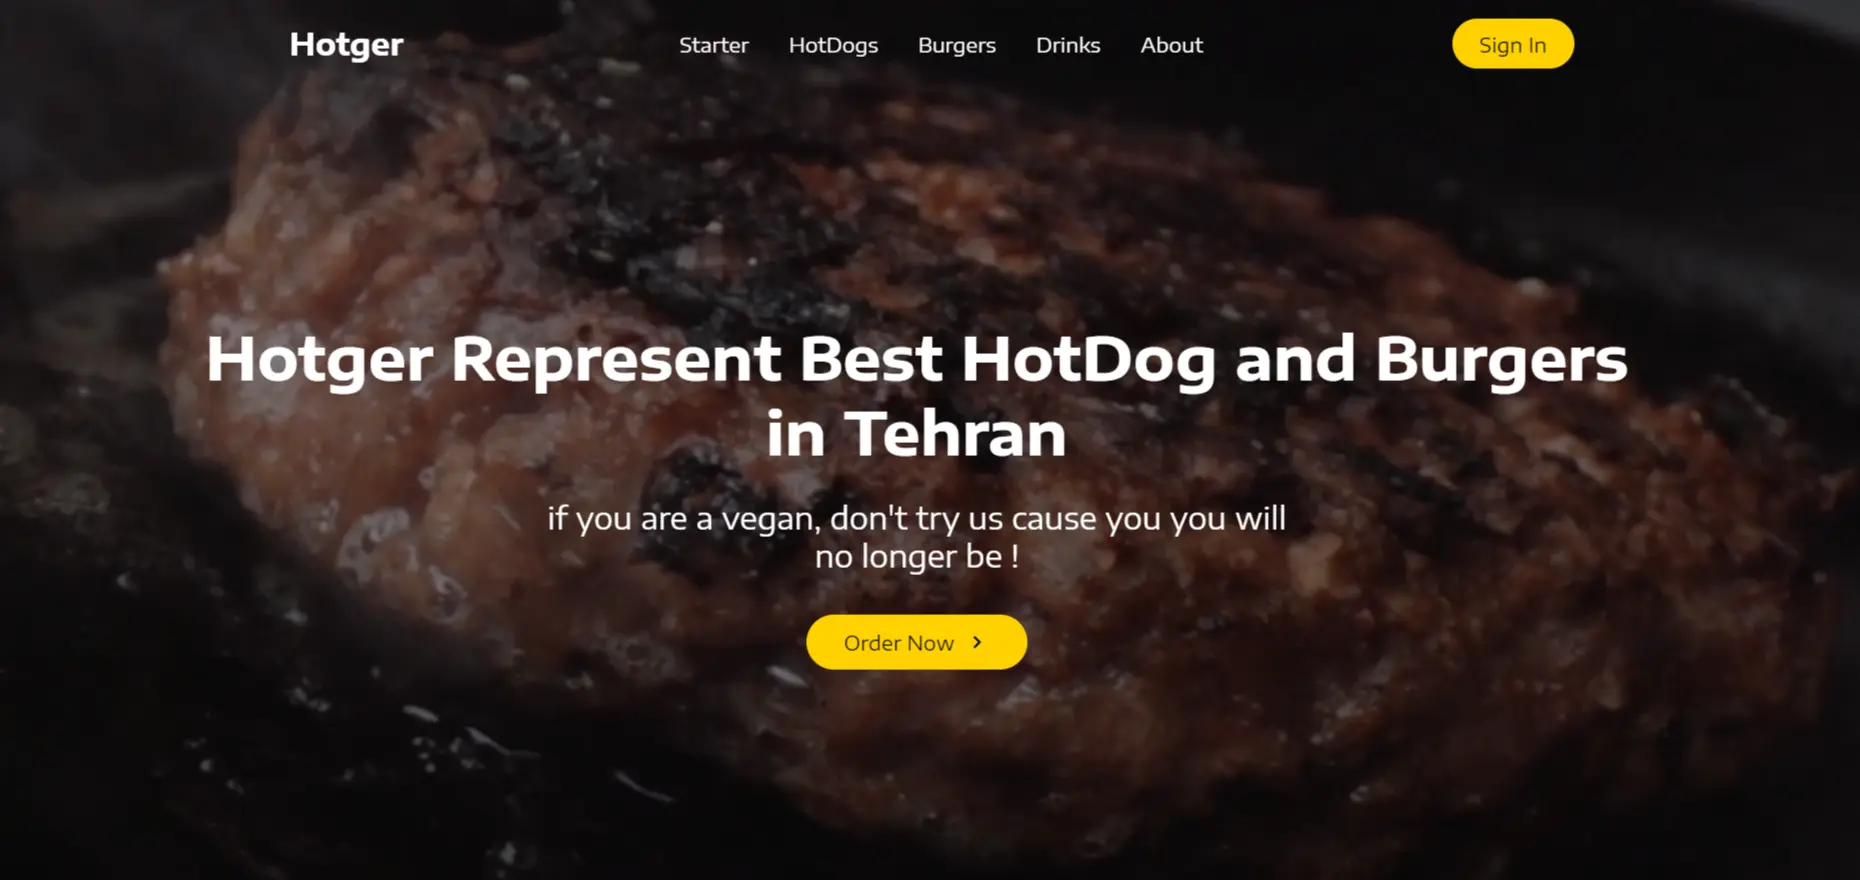 Hotger
Starter
HotDogs
Burgers
Drinks
About
Sign In
Hotger Represent Best HotDog and Burgers
in Tehran
if you are a vegan, don't try us cause you you will
no longer be !
Order Now